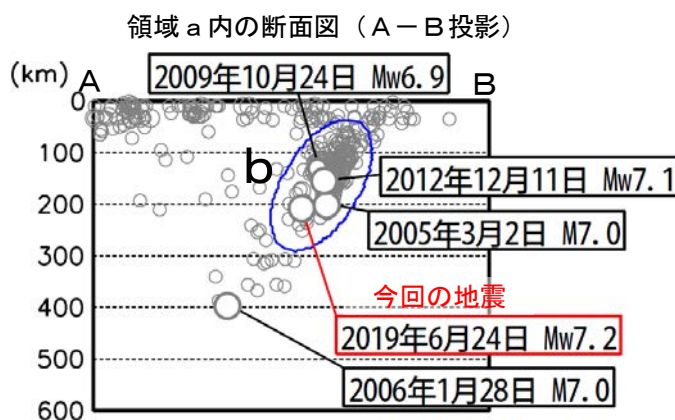 領域ａ内の断面図（Ａ－Ｂ投影）
(km)
A
B
2009年10月24日 Mw6.9
0
100
b
2012年12月11日 Mw7.1
200
2005年3月2日 M7.0
300
今回の地震
400
2019年6月24日 Mw7.2
500
2006年1月28日 M7.0
600